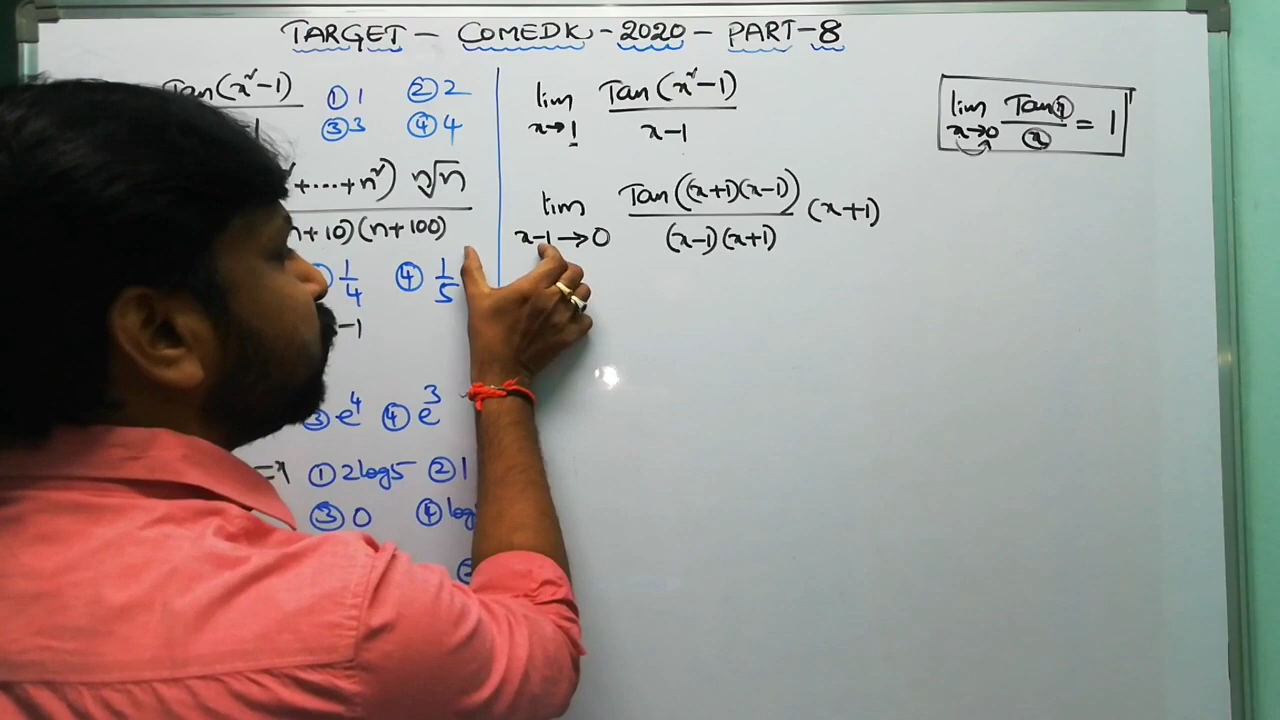 TARGET - COMEDK - 2020 - PART-8
Tan(x²-1) ① 1 ② 2
③ 3 ④ 4
+....+n²) n√n
n+10)(n+100)
1/4 ④ 1/5
-1
③ e⁴ ④ e³
=x ① 2log5 ② 1
③ 0 ④ log
lim x→1 Tan(x²-1)/(x-1)
lim x-1→0 Tan((x+1)(x-1))/((x-1)(x+1)) (x+1)
lim x→0 Tan x/x = 1